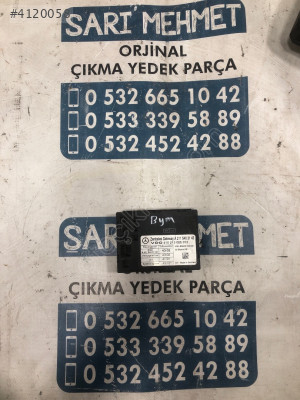 #4120056
SARI MEHMET
ORJİNAL
ÇIKMA YEDEK PARÇA
0 532 665 10 42
0 533 339 58 89
0 532 452 42 88
Bym
MEHMET
ÇIKMA YEDEK PARÇA
0 532 665 10 42
0 533 339 58 89
0 532 452 42 88